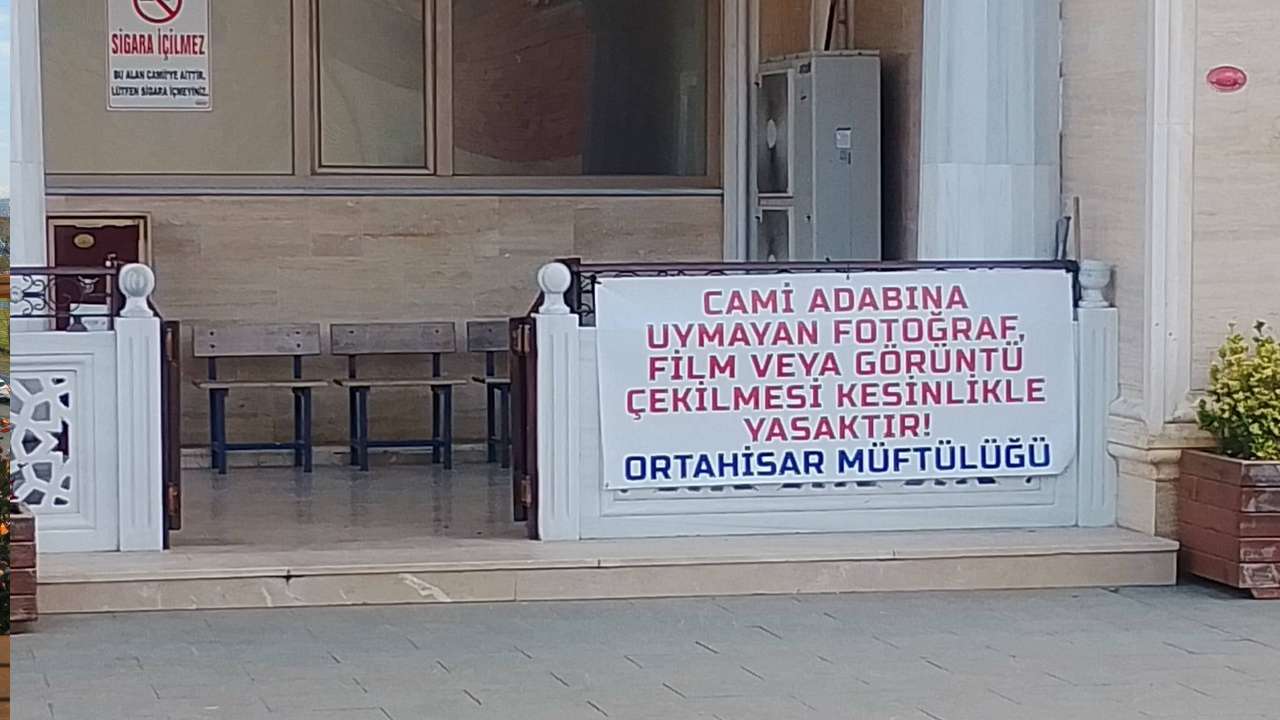 SİGARA İÇİLMEZ
BU ALAN CAMİ'YE AİTTİR.
LÜTFEN SİGARA İÇMEYİNİZ.
CAMİ ADABINA
UYMAYAN FOTOĞRAF,
FİLM VEYA GÖRÜNTÜ
ÇEKİLMESİ KESİNLİKLE
YASAKTIR!
ORTAHİSAR MÜFTÜLÜĞÜ